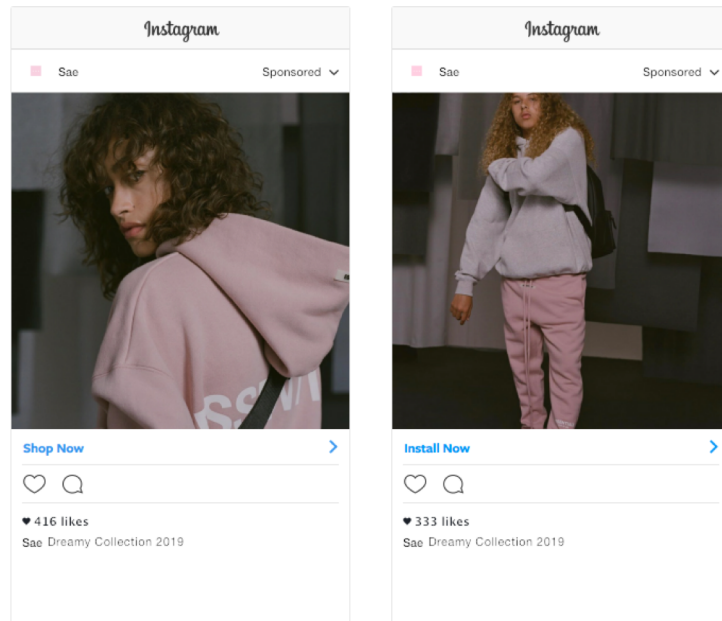 Instagram
Sae Sponsored
Shop Now
416 likes
Sae Dreamy Collection 2019
Instagram
Sae Sponsored
Install Now
333 likes
Sae Dreamy Collection 2019